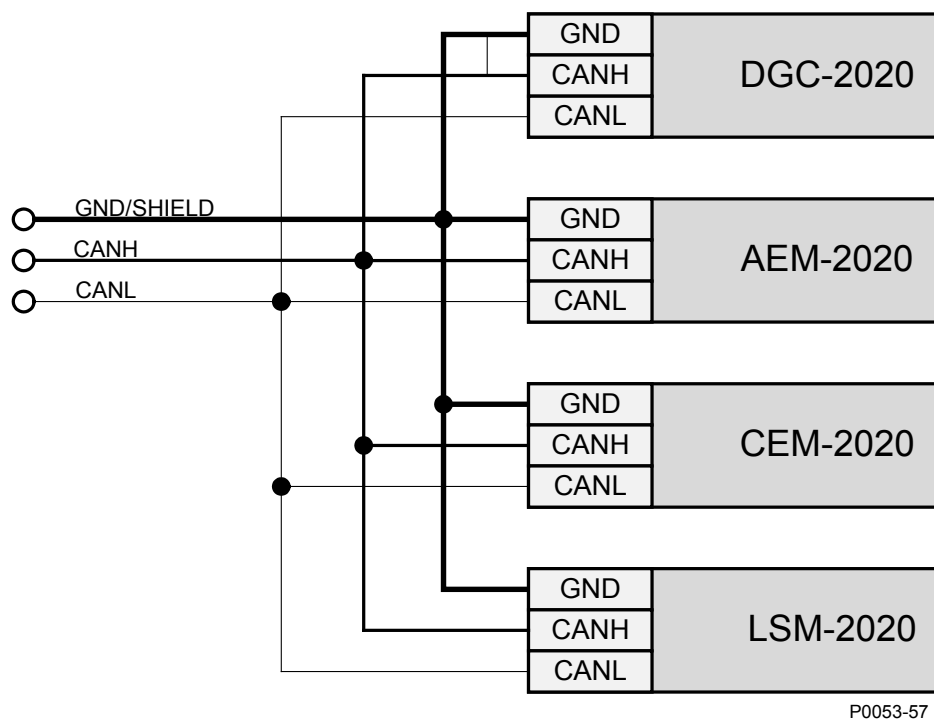 GND
CANH
CANL
DGC-2020
GND/SHIELD
CANH
CANL
GND
CANH
CANL
AEM-2020
GND
CANH
CANL
CEM-2020
GND
CANH
CANL
LSM-2020
P0053-57